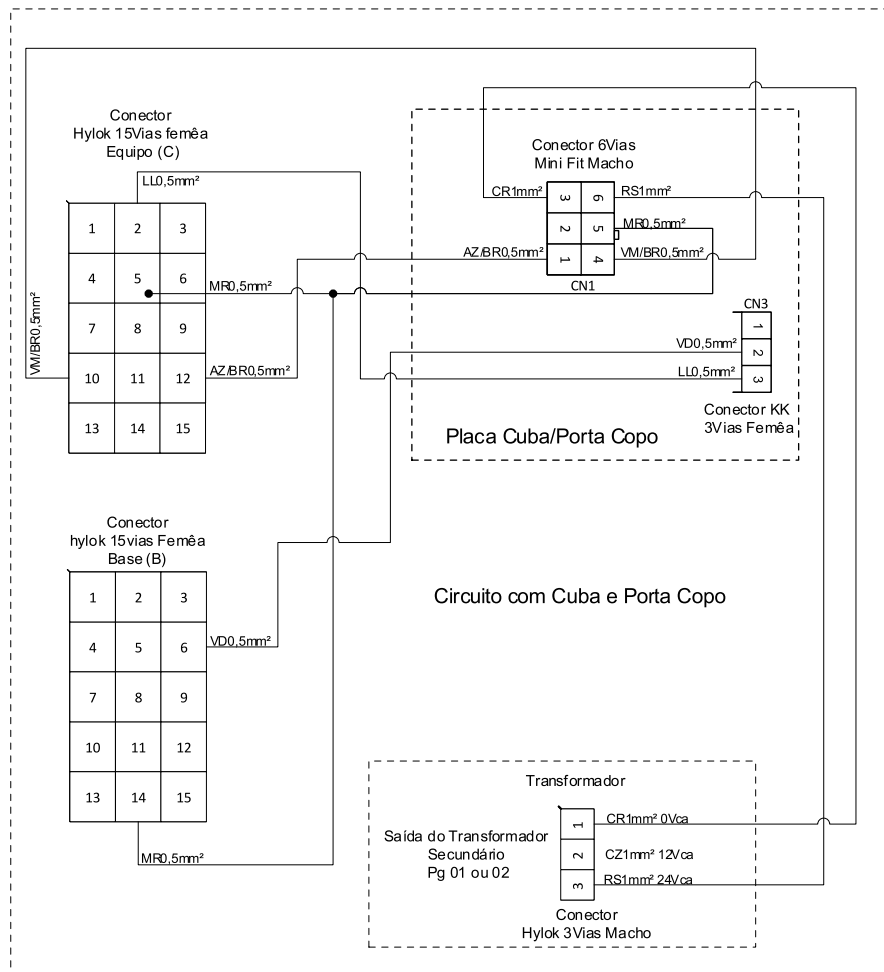 Conector
Hylok 15Vias femêa
Equipo (C)
LL0,5mm²
1 2 3
4 5 6
7 8 9
10 11 12
13 14 15
VM/BR0,5mm²
MR0,5mm²
AZ/BR0,5mm²
Conector 6Vias
Mini Fit Macho
CR1mm²
3 6
RS1mm²
2 5
MR0,5mm²
AZ/BR0,5mm²
1 4
VM/BR0,5mm²
CN1
CN3
1
VD0,5mm²
2
LL0,5mm²
3
Conector KK
3Vias Femêa
Placa Cuba/Porta Copo
Conector
hylok 15vias Femêa
Base (B)
1 2 3
4 5 6
7 8 9
10 11 12
13 14 15
VD0,5mm²
MR0,5mm²
Circuito com Cuba e Porta Copo
Transformador
Saída do Transformador
Secundário
Pg 01 ou 02
1
CR1mm² 0Vca
2
CZ1mm² 12Vca
3
RS1mm² 24Vca
Conector
Hylok 3Vias Macho